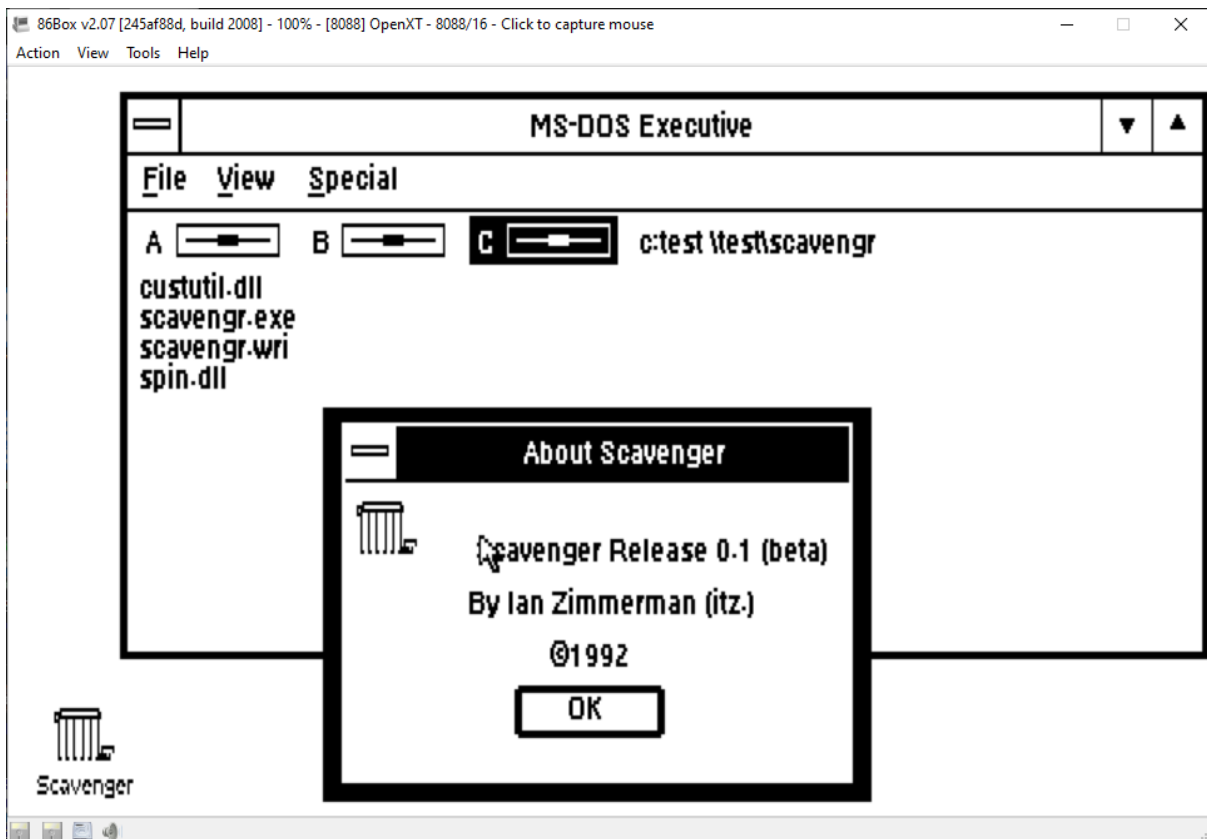 86Box v2.07 [245af88d, build 2008] - 100% - [8088] OpenXT - 8088/16 - Click to capture mouse
Action View Tools Help
MS-DOS Executive
File View Special
A B C c:test \test\scavengr
custutil.dll
scavengr.exe
scavengr.wri
spin.dll
About Scavenger
Scavenger Release 0.1 (beta)
By Ian Zimmerman (itz.)
©1992
OK
Scavenger